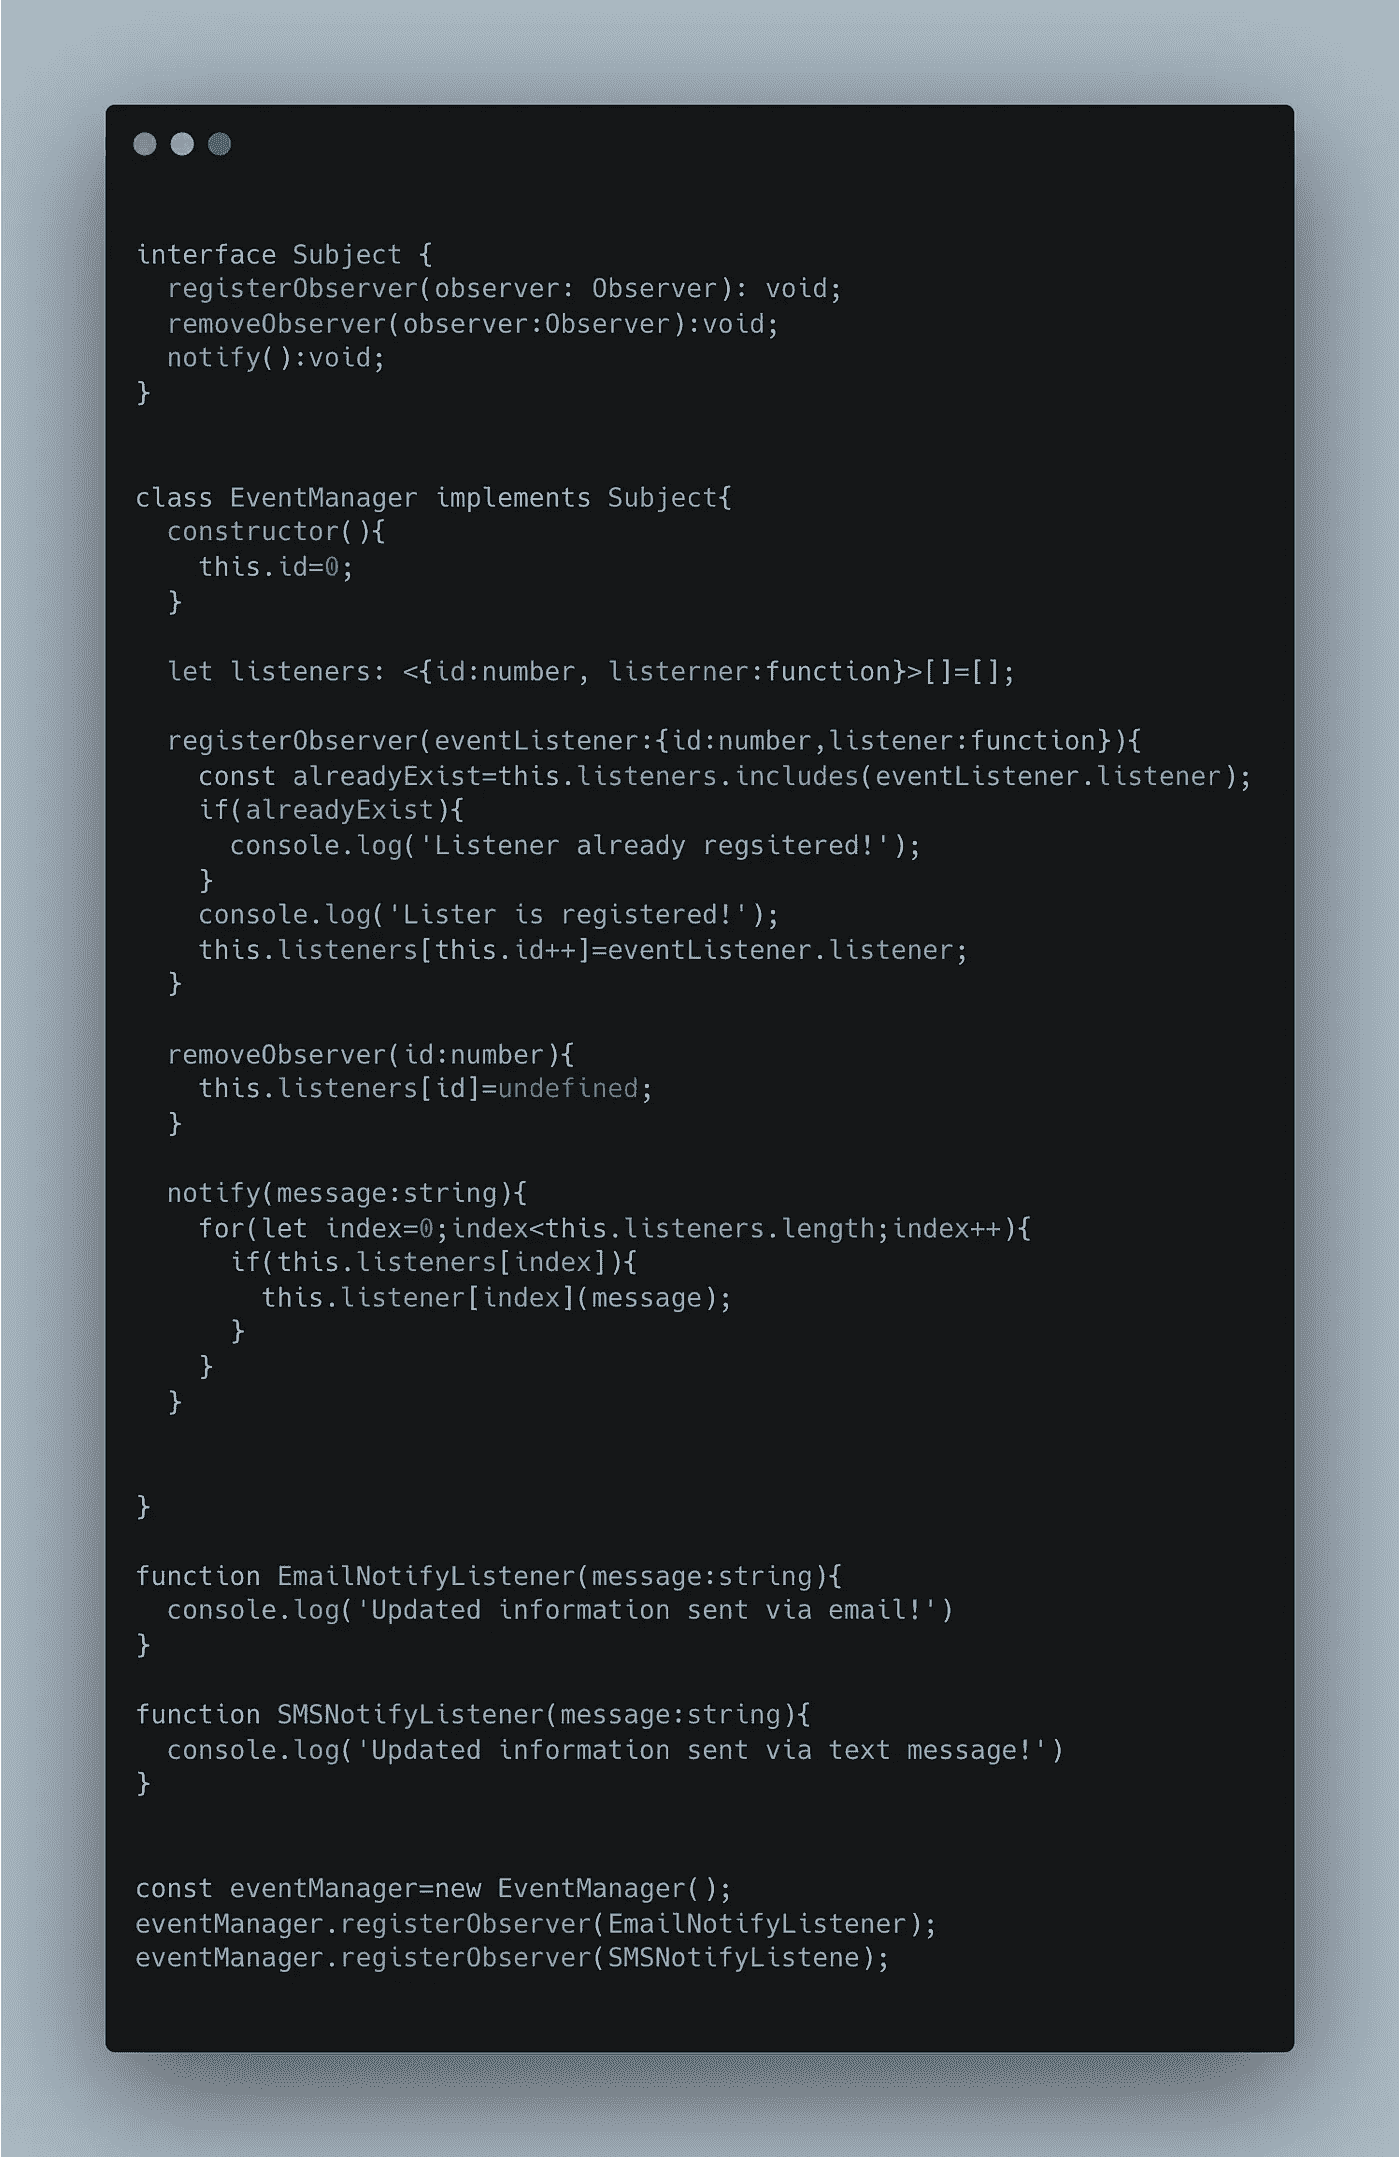 interface Subject {
  registerObserver(observer: Observer): void;
  removeObserver(observer:Observer):void;
  notify():void;
}
class EventManager implements Subject{
  constructor(){
    this.id=0;
  }
  let listeners: <{id:number, listerner:function}>[]=[];
  registerObserver(eventListener:{id:number,listener:function}){
    const alreadyExist=this.listeners.includes(eventListener.listener);
    if(alreadyExist){
      console.log('Listener already regsitered!');
    }
    console.log('Lister is registered!');
    this.listeners[this.id++]=eventListener.listener;
  }
  removeObserver(id:number){
    this.listeners[id]=undefined;
  }
  notify(message:string){
    for(let index=0;index<this.listeners.length;index++){
      if(this.listeners[index]){
        this.listener[index](message);
      }
    }
  }
}
function EmailNotifyListener(message:string){
  console.log('Updated information sent via email!')
}
function SMSNotifyListener(message:string){
  console.log('Updated information sent via text message!')
}
const eventManager=new EventManager();
eventManager.registerObserver(EmailNotifyListener);
eventManager.registerObserver(SMSNotifyListene);